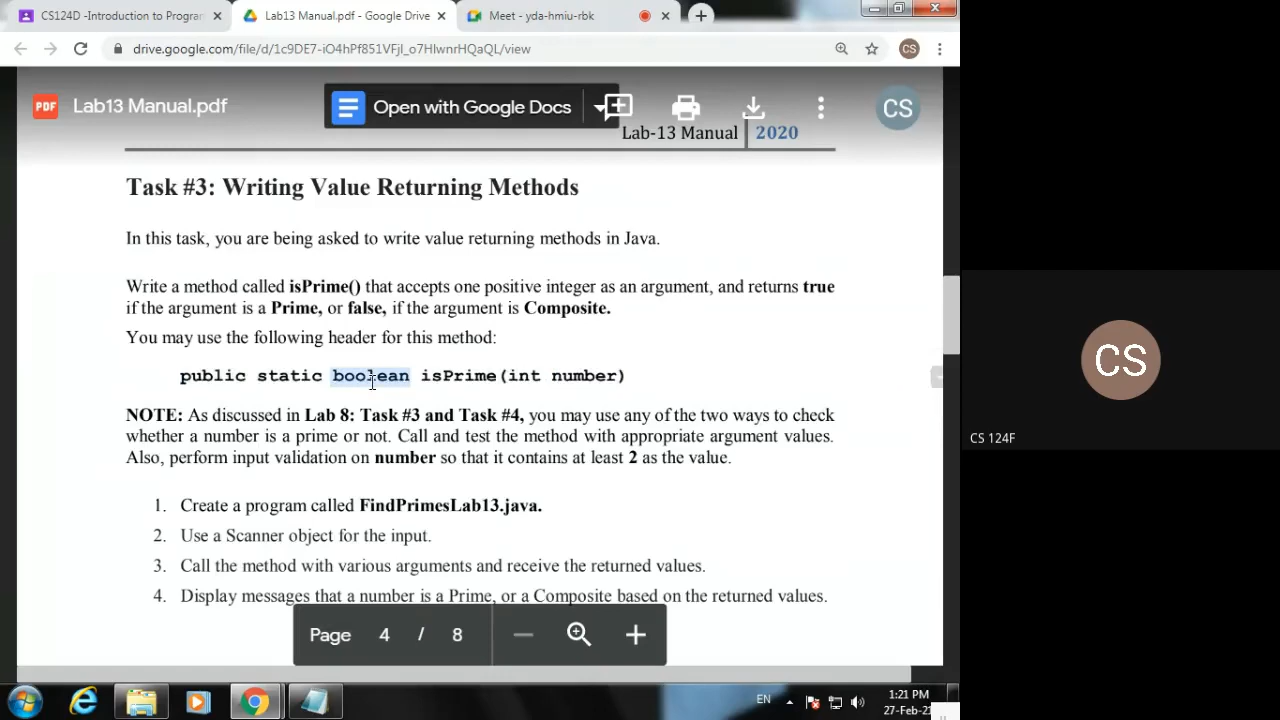 CS124D -Introduction to Program
Lab13 Manual.pdf - Google Drive
Meet - yda-hmiu-rbk
drive.google.com/file/d/1c9DE7-iO4hPf851VFjl_o7HlwnrHQaQL/view
CS
PDF
Lab13 Manual.pdf
Open with Google Docs
CS
Lab-13 Manual 2020
Task #3: Writing Value Returning Methods
In this task, you are being asked to write value returning methods in Java.
Write a method called isPrime() that accepts one positive integer as an argument, and returns true
if the argument is a Prime, or false, if the argument is Composite.
You may use the following header for this method:
public static boolean isPrime(int number)
NOTE: As discussed in Lab 8: Task #3 and Task #4, you may use any of the two ways to check
whether a number is a prime or not. Call and test the method with appropriate argument values.
Also, perform input validation on number so that it contains at least 2 as the value.
1. Create a program called FindPrimesLab13.java.
2. Use a Scanner object for the input.
3. Call the method with various arguments and receive the returned values.
4. Display messages that a number is a Prime, or a Composite based on the returned values.
Page 4 / 8
CS
CS 124F
EN
1:21 PM
27-Feb-21